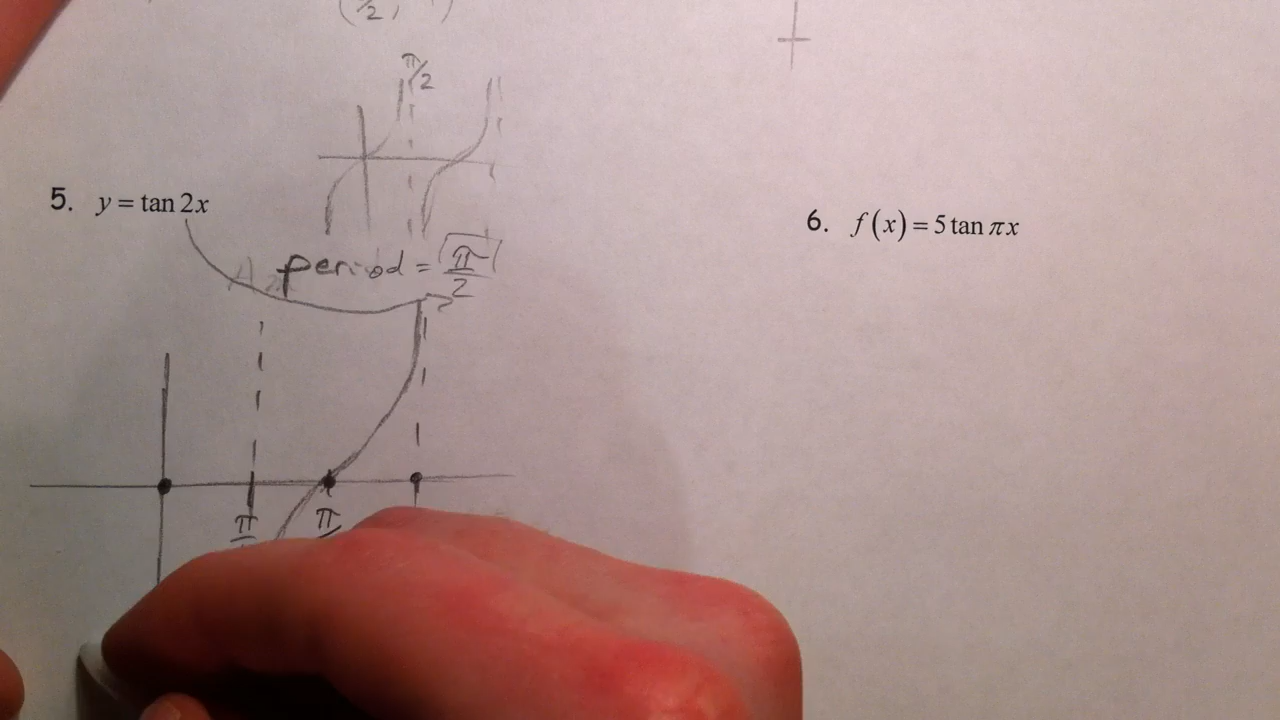 π/2
5. y = tan 2x
6. f(x) = 5 tan πx
period = π/2
π
π